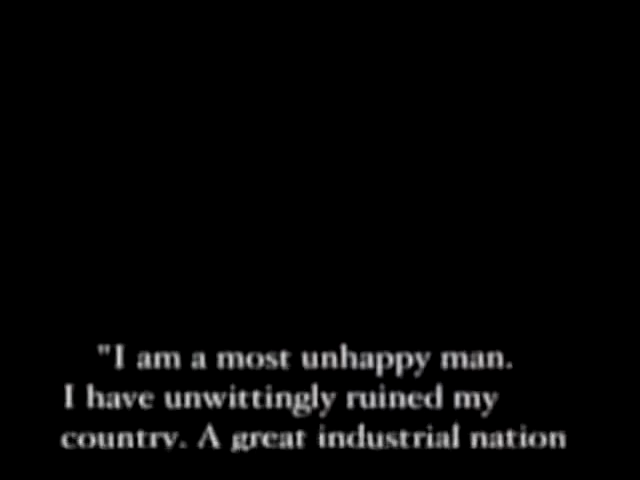 "I am a most unhappy man.
I have unwittingly ruined my
country. A great industrial nation